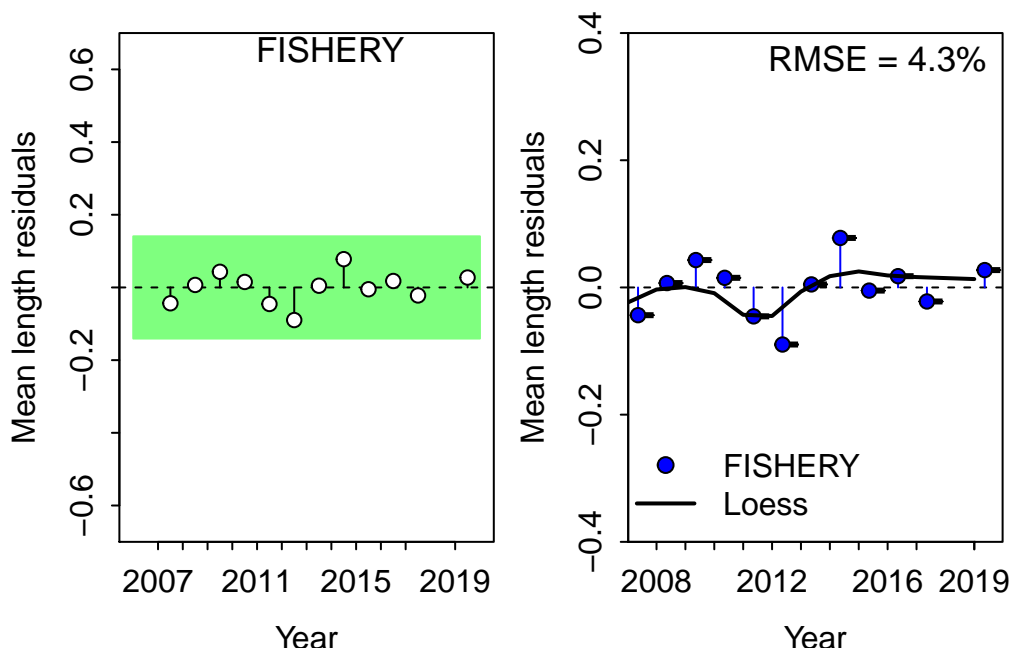 FISHERY
Mean length residuals
0.6
0.4
0.2
−0.2
−0.6
2007 2011 2015 2019
Year
RMSE = 4.3%
Mean length residuals
0.4
0.2
0.0
−0.2
−0.4
FISHERY
Loess
2008 2012 2016 2019
Year